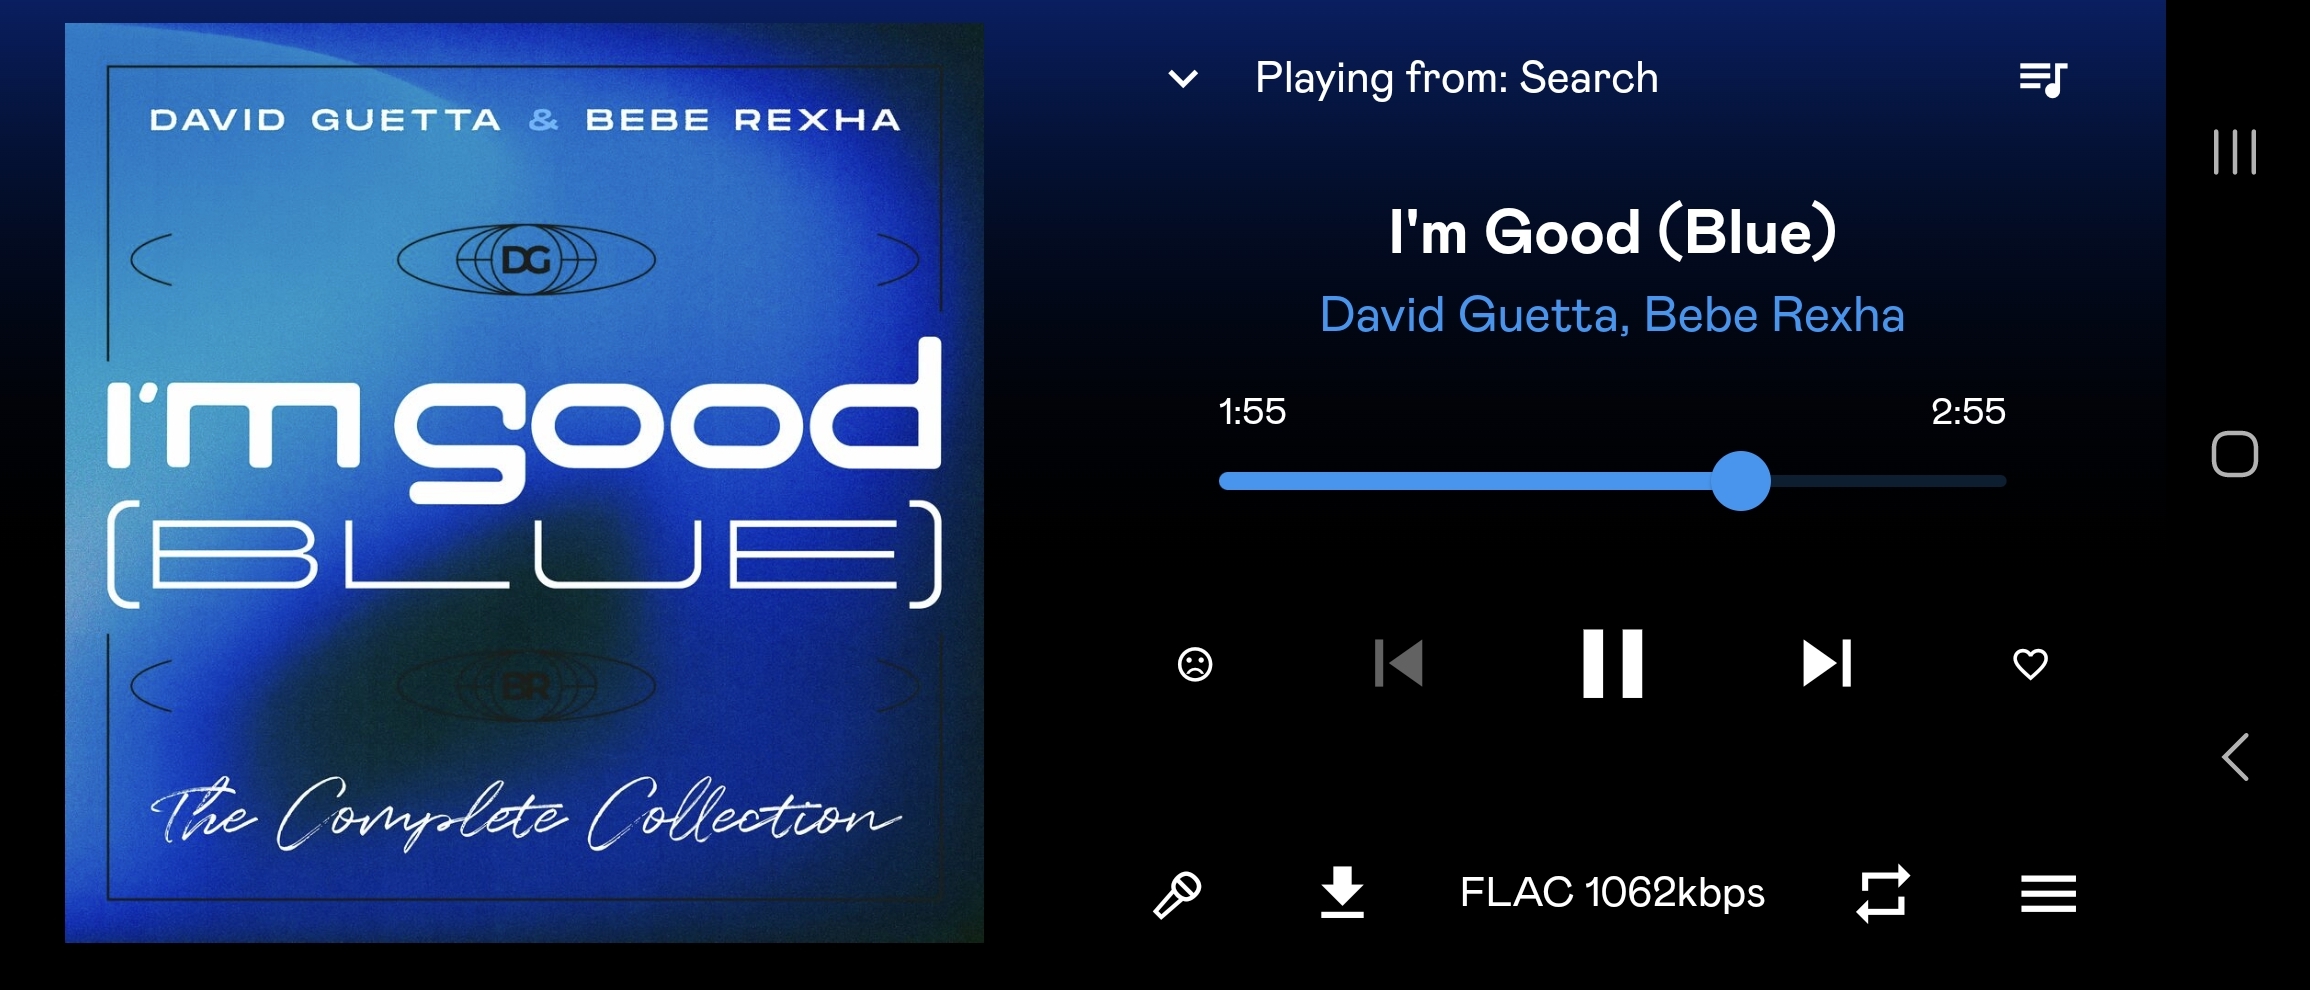 DAVID GUETTA & BEBE REXHA
DG
I'm good
(BLUE)
BR
The Complete Collection
Playing from: Search
I'm Good (Blue)
David Guetta, Bebe Rexha
1:55 2:55
FLAC 1062kbps